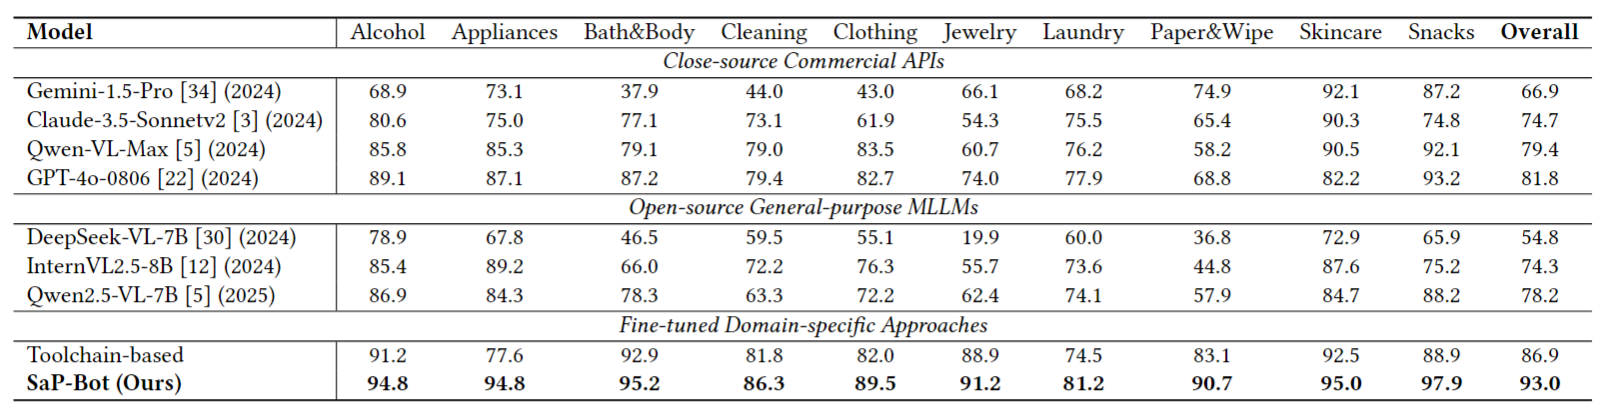 Model Alcohol Appliances Bath&Body Cleaning Clothing Jewelry Laundry Paper&Wipe Skincare Snacks Overall
Close-source Commercial APIs
Gemini-1.5-Pro [34] (2024) 68.9 73.1 37.9 44.0 43.0 66.1 68.2 74.9 92.1 87.2 66.9
Claude-3.5-Sonnetv2 [3] (2024) 80.6 75.0 77.1 73.1 61.9 54.3 75.5 65.4 90.3 74.8 74.7
Qwen-VL-Max [5] (2024) 85.8 85.3 79.1 79.0 83.5 60.7 76.2 58.2 90.5 92.1 79.4
GPT-4o-0806 [22] (2024) 89.1 87.1 87.2 79.4 82.7 74.0 77.9 68.8 82.2 93.2 81.8
Open-source General-purpose MLLMs
DeepSeek-VL-7B [30] (2024) 78.9 67.8 46.5 59.5 55.1 19.9 60.0 36.8 72.9 65.9 54.8
InternVL2.5-8B [12] (2024) 85.4 89.2 66.0 72.2 76.3 55.7 73.6 44.8 87.6 75.2 74.3
Qwen2.5-VL-7B [5] (2025) 86.9 84.3 78.3 63.3 72.2 62.4 74.1 57.9 84.7 88.2 78.2
Fine-tuned Domain-specific Approaches
Toolchain-based 91.2 77.6 92.9 81.8 82.0 88.9 74.5 83.1 92.5 88.9 86.9
SaP-Bot (Ours) 94.8 94.8 95.2 86.3 89.5 91.2 81.2 90.7 95.0 97.9 93.0